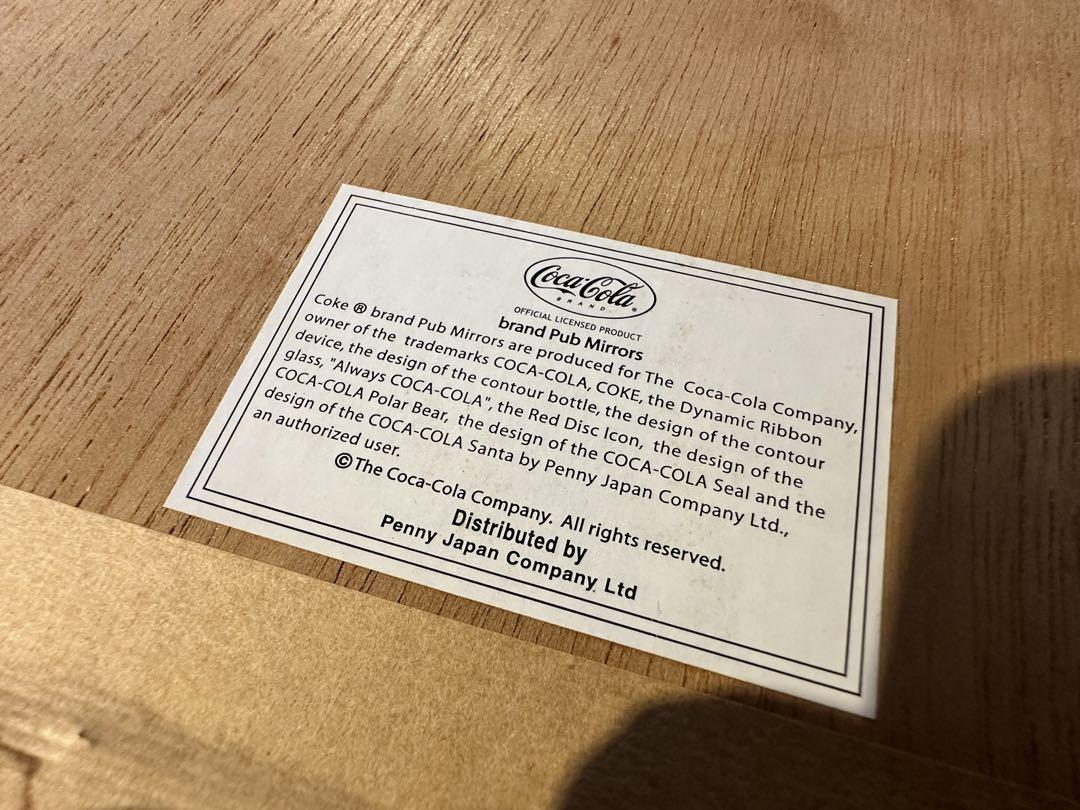 Coca-Cola®
BRAND
OFFICIAL LICENSED PRODUCT
brand Pub Mirrors
Coke ® brand Pub Mirrors are produced for The Coca-Cola Company,
owner of the trademarks COCA-COLA, COKE, the Dynamic Ribbon
device, the design of the contour bottle, the design of the contour
glass, "Always COCA-COLA", the Red Disc Icon, the design of the
COCA-COLA Polar Bear, the design of the COCA-COLA Seal and the
design of the COCA-COLA Santa by Penny Japan Company Ltd.,
an authorized user.
©The Coca-Cola Company. All rights reserved.
Distributed by
Penny Japan Company. Ltd